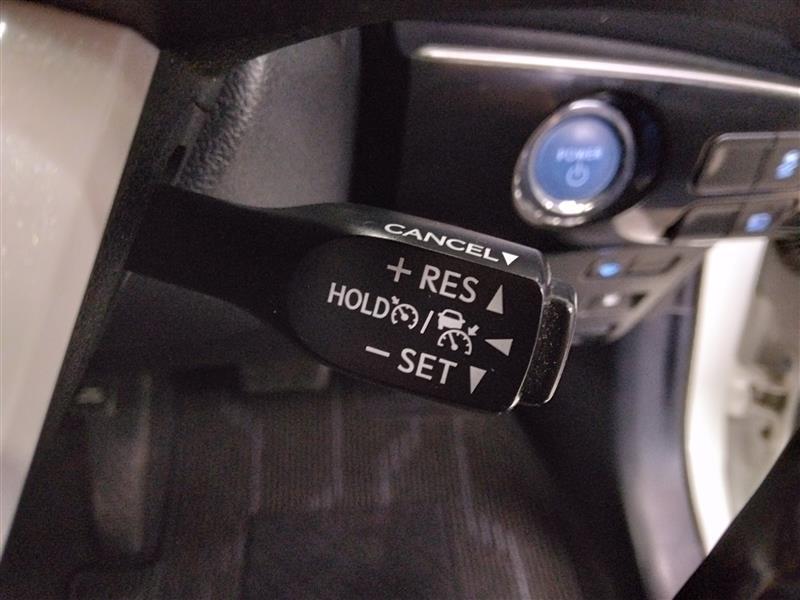 CANCEL▼
+ RES ▲
HOLD / ◀
− SET ▼
POWER